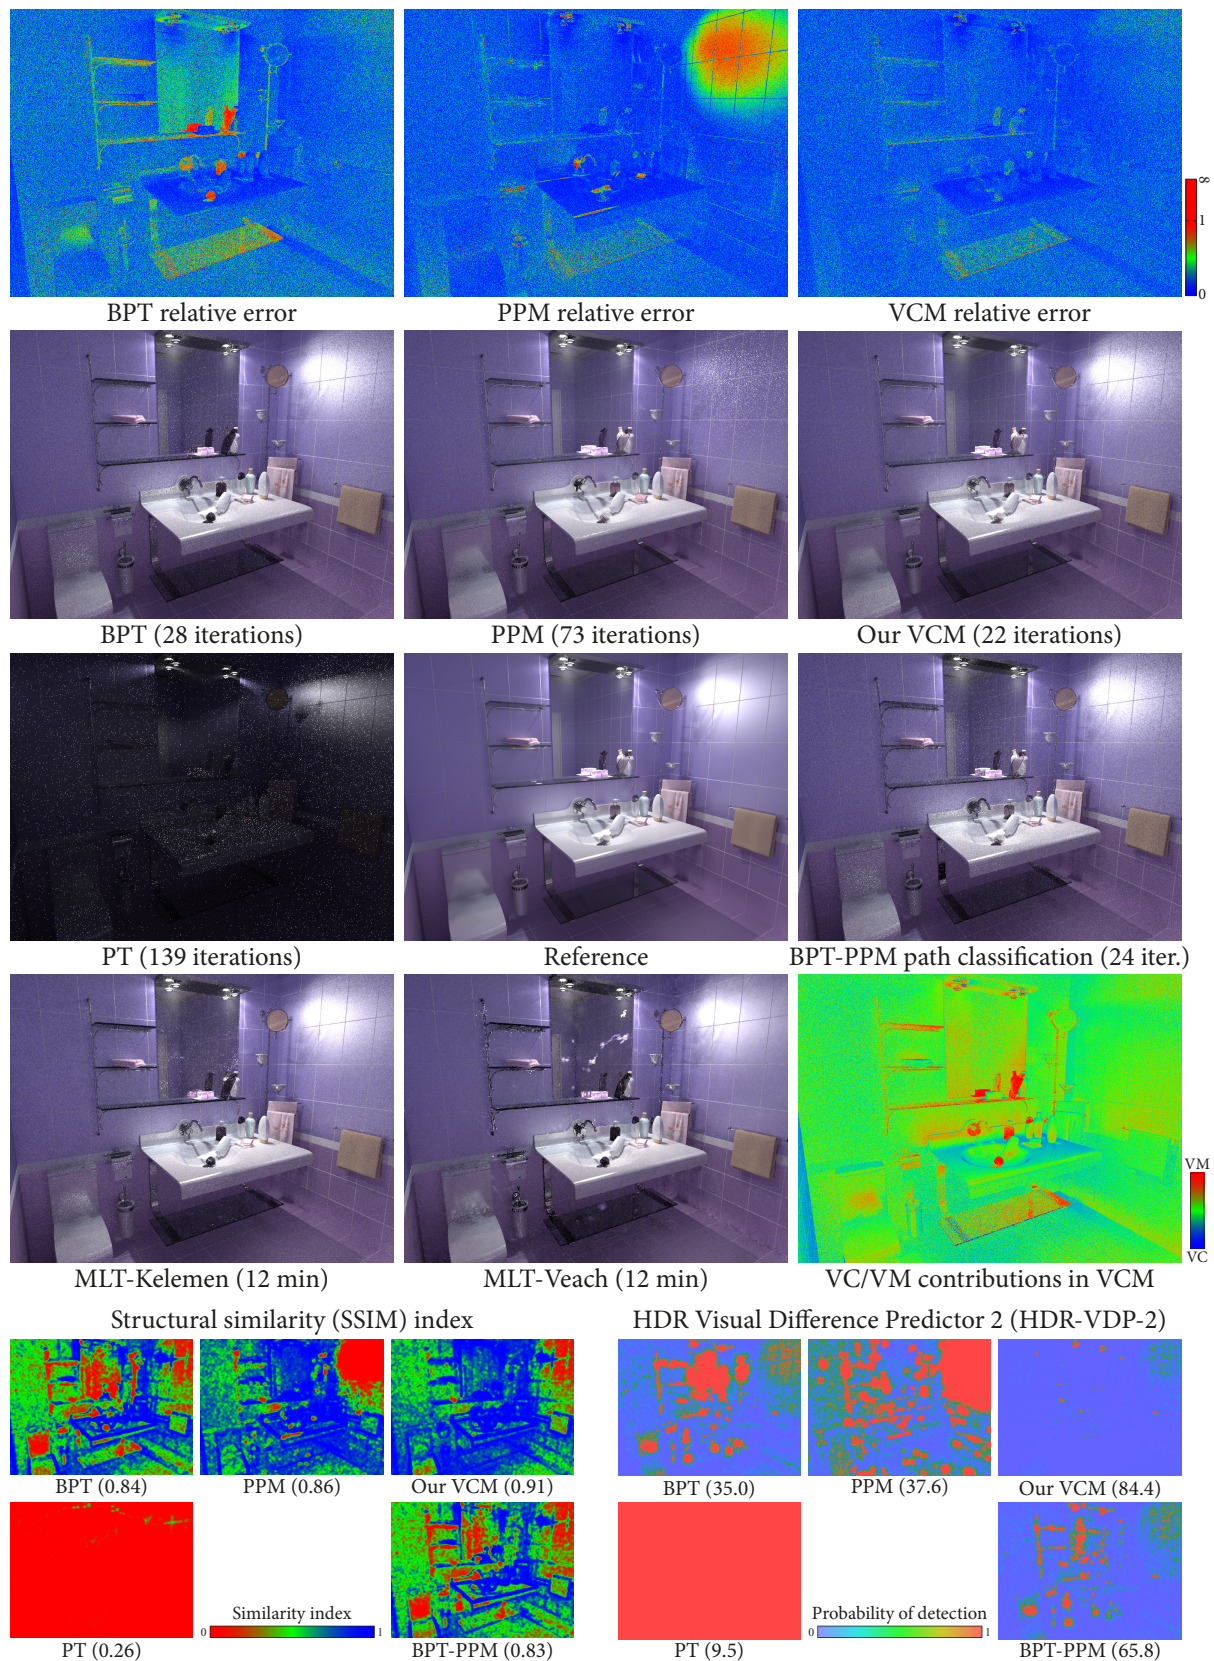 ∞
1
0
BPT relative error
PPM relative error
VCM relative error
BPT (28 iterations)
PPM (73 iterations)
Our VCM (22 iterations)
PT (139 iterations)
Reference
BPT-PPM path classification (24 iter.)
VM
VC
MLT-Kelemen (12 min)
MLT-Veach (12 min)
VC/VM contributions in VCM
Structural similarity (SSIM) index
HDR Visual Difference Predictor 2 (HDR-VDP-2)
BPT (0.84)
PPM (0.86)
Our VCM (0.91)
BPT (35.0)
PPM (37.6)
Our VCM (84.4)
Similarity index
0
1
Probability of detection
0
1
PT (0.26)
BPT-PPM (0.83)
PT (9.5)
BPT-PPM (65.8)